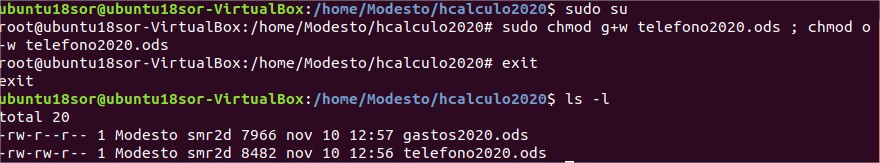 ubuntu18sor@ubuntu18sor-VirtualBox:/home/Modesto/hcalculo2020$ sudo su
root@ubuntu18sor-VirtualBox:/home/Modesto/hcalculo2020# sudo chmod g+w telefono2020.ods ; chmod o
-w telefono2020.ods
root@ubuntu18sor-VirtualBox:/home/Modesto/hcalculo2020# exit
exit
ubuntu18sor@ubuntu18sor-VirtualBox:/home/Modesto/hcalculo2020$ ls -l
total 20
-rw-r--r-- 1 Modesto smr2d 7966 nov 10 12:57 gastos2020.ods
-rw-rw-r-- 1 Modesto smr2d 8482 nov 10 12:56 telefono2020.ods